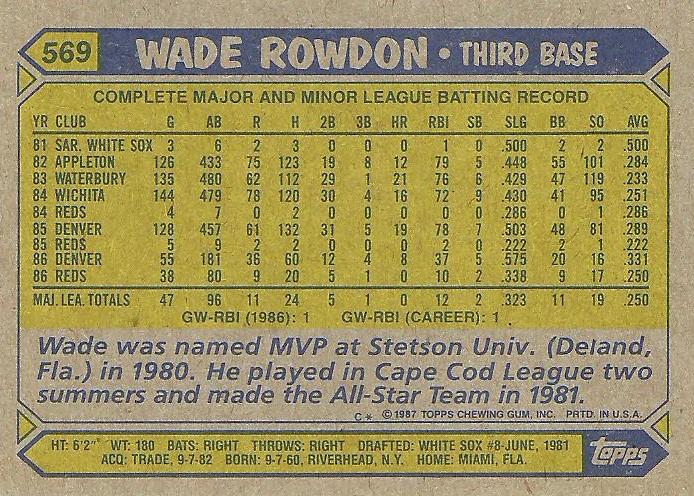 569 WADE ROWDON • THIRD BASE
COMPLETE MAJOR AND MINOR LEAGUE BATTING RECORD
YR CLUB G AB R H 2B 3B HR RBI SB SLG BB SO AVG
81 SAR. WHITE SOX 3 6 2 3 0 0 0 1 0 .500 2 2 .500
82 APPLETON 126 433 75 123 19 8 12 79 5 .448 55 101 .284
83 WATERBURY 135 480 62 112 29 1 21 76 6 .429 47 119 .233
84 WICHITA 144 479 78 120 30 4 16 72 9 .430 41 95 .251
84 REDS 4 7 0 2 0 0 0 0 0 .286 0 1 .286
85 DENVER 128 457 61 132 31 5 19 78 7 .503 48 81 .289
85 REDS 5 9 2 2 0 0 0 2 0 .222 2 1 .222
86 DENVER 55 181 36 60 12 4 8 37 5 .575 20 16 .331
86 REDS 38 80 9 20 5 1 0 10 2 .338 9 17 .250
MAJ. LEA. TOTALS 47 96 11 24 5 1 0 12 2 .323 11 19 .250
GW-RBI (1986): 1 GW-RBI (CAREER): 1
Wade was named MVP at Stetson Univ. (Deland,
Fla.) in 1980. He played in Cape Cod League two
summers and made the All-Star Team in 1981.
C* ©1987 TOPPS CHEWING GUM, INC. PRTD. IN U.S.A.
HT: 6'2" WT: 180 BATS: RIGHT THROWS: RIGHT DRAFTED: WHITE SOX #8-JUNE, 1981
ACQ: TRADE, 9-7-82 BORN: 9-7-60, RIVERHEAD, N.Y. HOME: MIAMI, FLA.
topps